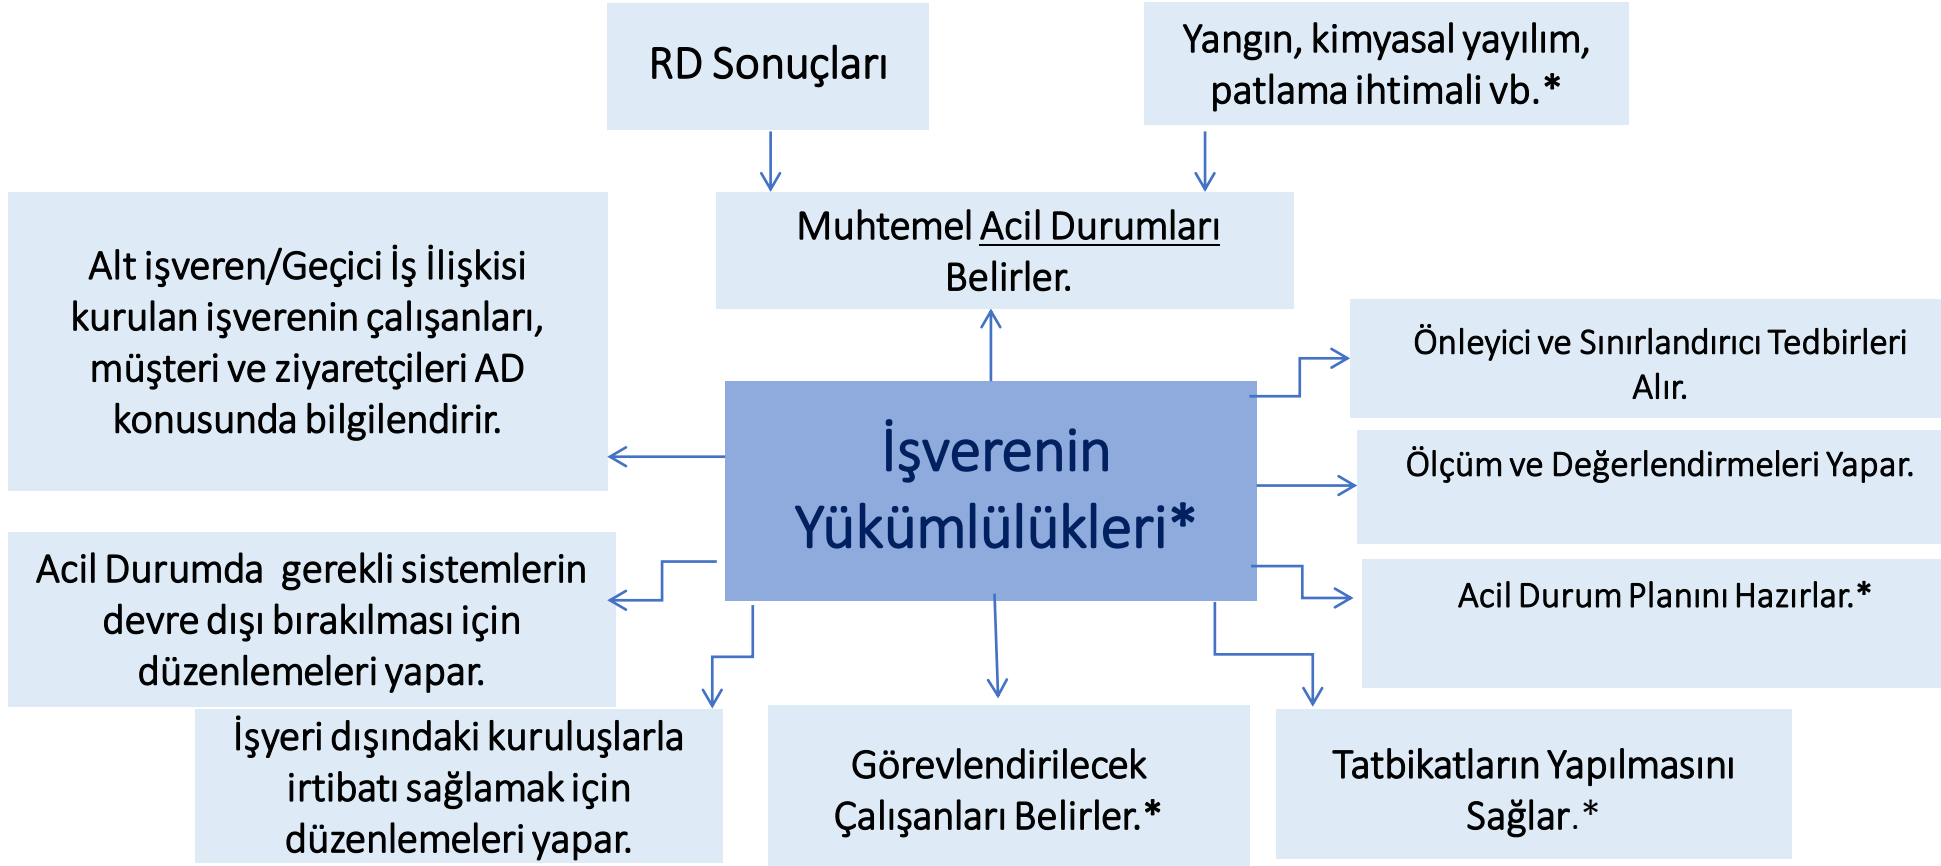 RD Sonuçları
Yangın, kimyasal yayılım,
patlama ihtimali vb.*
Muhtemel Acil Durumları
Belirler.
Alt işveren/Geçici İş İlişkisi
kurulan işverenin çalışanları,
müşteri ve ziyaretçileri AD
konusunda bilgilendirir.
Önleyici ve Sınırlandırıcı Tedbirleri
Alır.
İşverenin
Yükümlülükleri*
Ölçüm ve Değerlendirmeleri Yapar.
Acil Durumda gerekli sistemlerin
devre dışı bırakılması için
düzenlemeleri yapar.
Acil Durum Planını Hazırlar.*
İşyeri dışındaki kuruluşlarla
irtibatı sağlamak için
düzenlemeleri yapar.
Görevlendirilecek
Çalışanları Belirler.*
Tatbikatların Yapılmasını
Sağlar.*